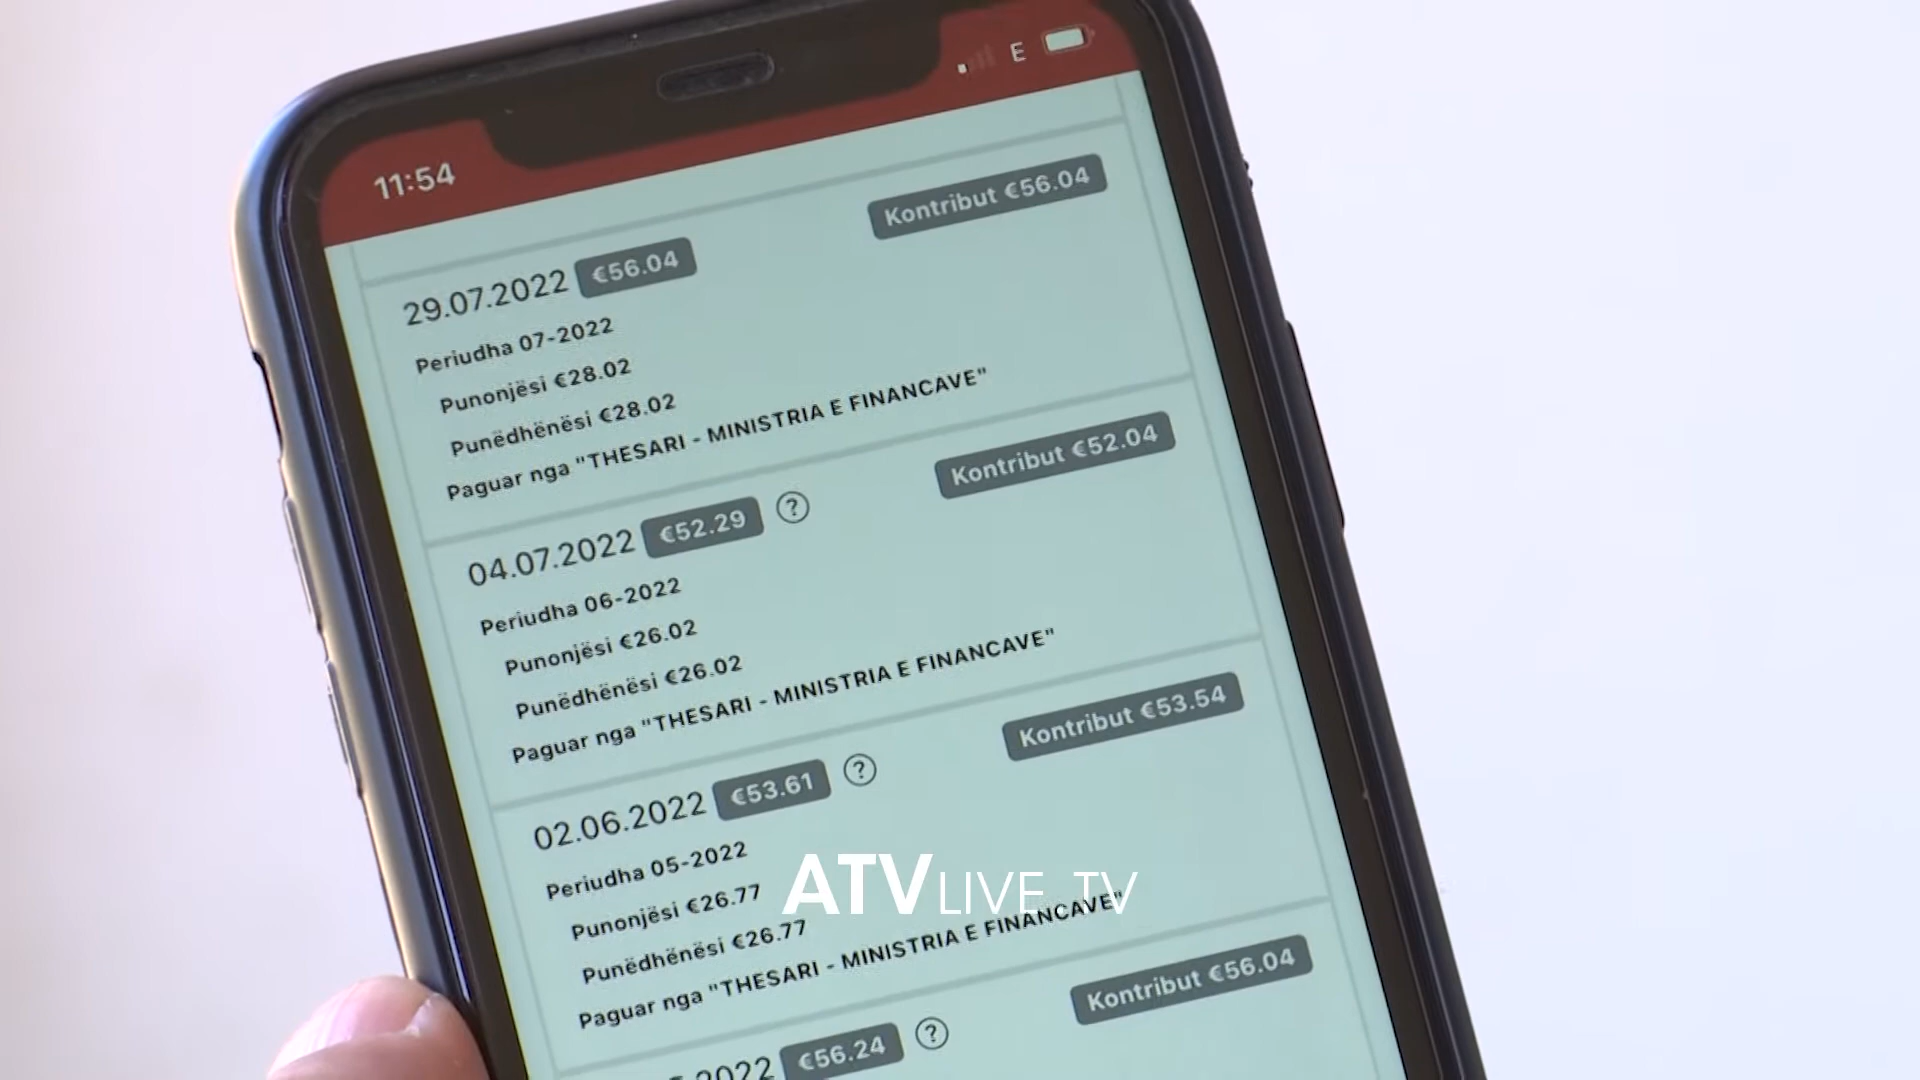 11:54
E
Kontribut €56.04
29.07.2022 €56.04
Periudha 07-2022
Punonjësi €28.02
Punëdhënësi €28.02
Paguar nga "THESARI - MINISTRIA E FINANCAVE"
Kontribut €52.04
04.07.2022 €52.29 ?
Periudha 06-2022
Punonjësi €26.02
Punëdhënësi €26.02
Paguar nga "THESARI - MINISTRIA E FINANCAVE"
Kontribut €53.54
02.06.2022 €53.61 ?
Periudha 05-2022
Punonjësi €26.77
Punëdhënësi €26.77
Paguar nga "THESARI - MINISTRIA E FINANCAVE"
ATVLIVE.TV
Kontribut €56.04
€56.24 ?